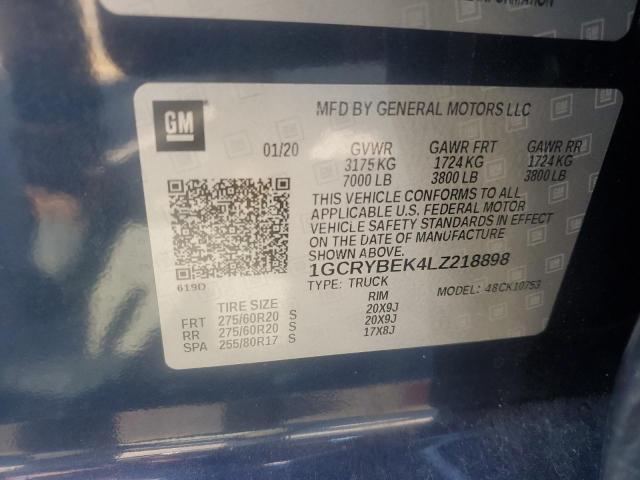 INFORMATION
GM
MFD BY GENERAL MOTORS LLC
01/20 GVWR GAWR FRT GAWR RR
3175 KG 1724 KG 1724 KG
7000 LB 3800 LB 3800 LB
THIS VEHICLE CONFORMS TO ALL
APPLICABLE U.S. FEDERAL MOTOR
VEHICLE SAFETY STANDARDS IN EFFECT
ON THE DATE OF MANUFACTURE
SHOWN ABOVE.
1GCRYBEK4LZ218898
619D
TYPE: TRUCK MODEL: 48CK10753
TIRE SIZE RIM
FRT 275/60R20 S 20X9J
RR 275/60R20 S 20X9J
SPA 255/80R17 S 17X8J